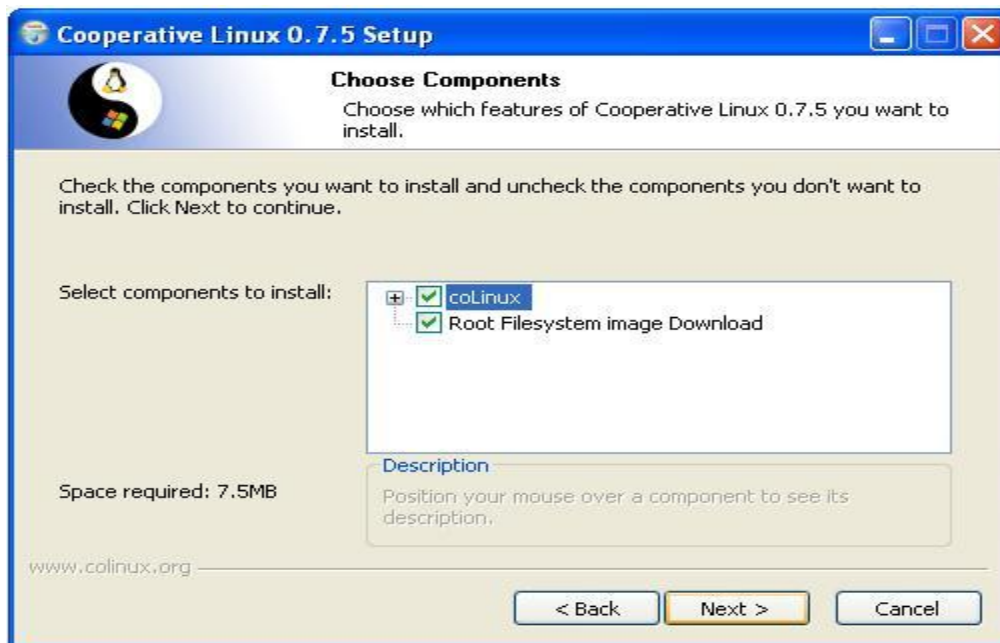 Cooperative Linux 0.7.5 Setup
Choose Components
Choose which features of Cooperative Linux 0.7.5 you want to
install.
Check the components you want to install and uncheck the components you don't want to
install. Click Next to continue.
Select components to install:
coLinux
Root Filesystem image Download
Space required: 7.5MB
Description
Position your mouse over a component to see its
description.
www.colinux.org
< Back
Next >
Cancel